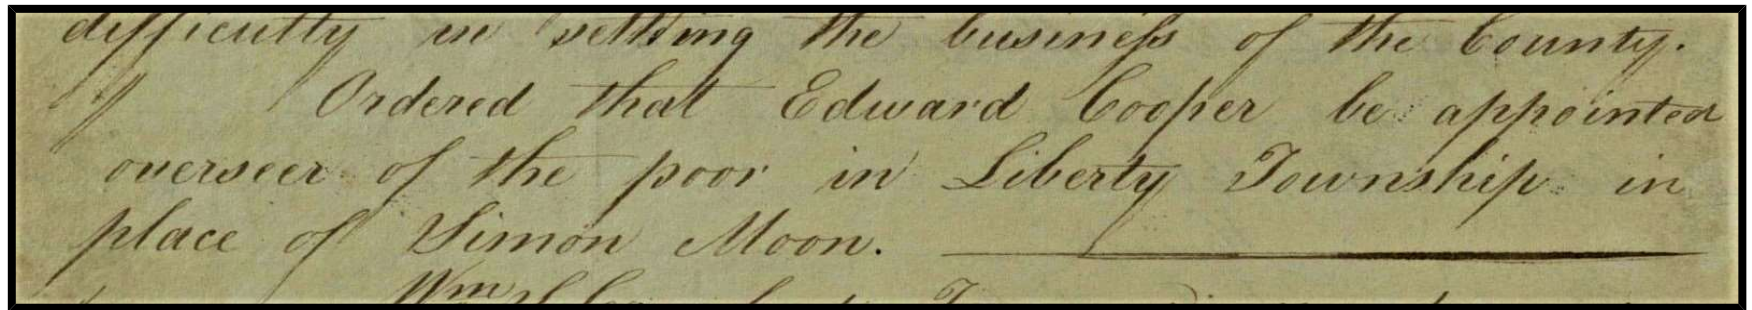 difficulty in settling the business of the County.
Ordered that Edward Cooper be appointed
overseer of the poor in Liberty Township in
place of Simon Moon.
Wm